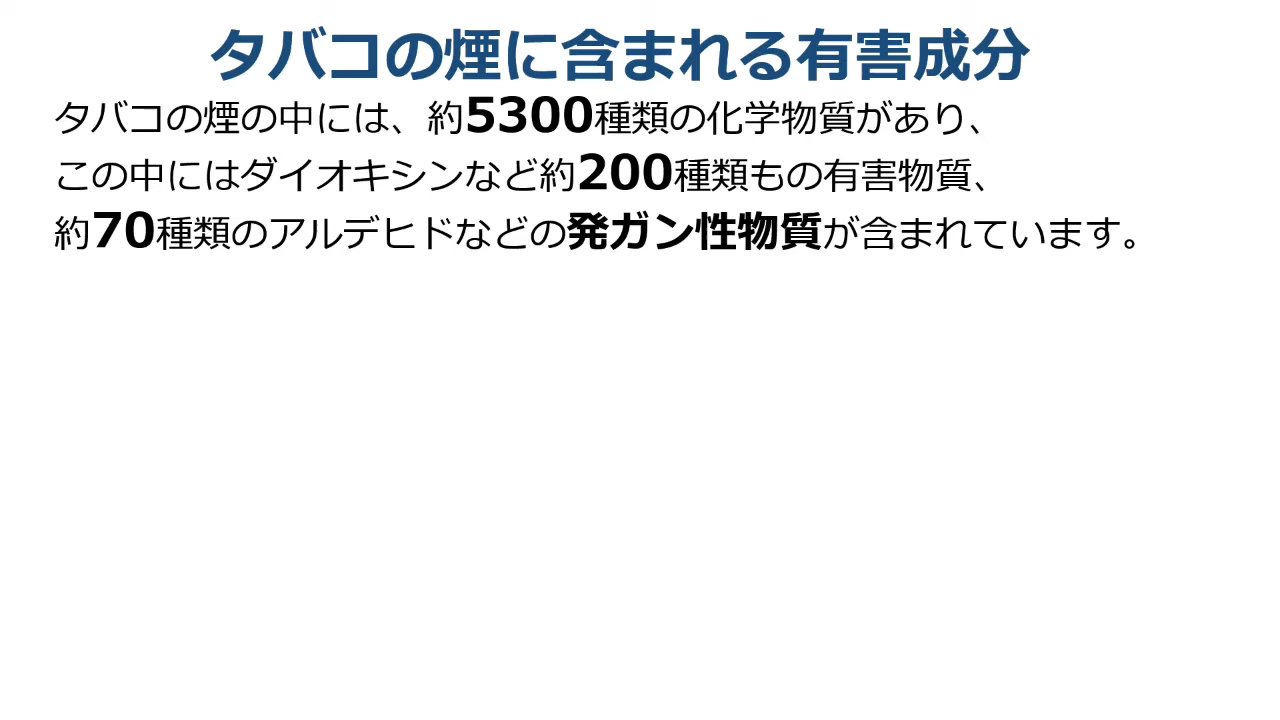 タバコの煙に含まれる有害成分
タバコの煙の中には、約5300種類の化学物質があり、
この中にはダイオキシンなど約200種類もの有害物質、
約70種類のアルデヒドなどの発ガン性物質が含まれています。